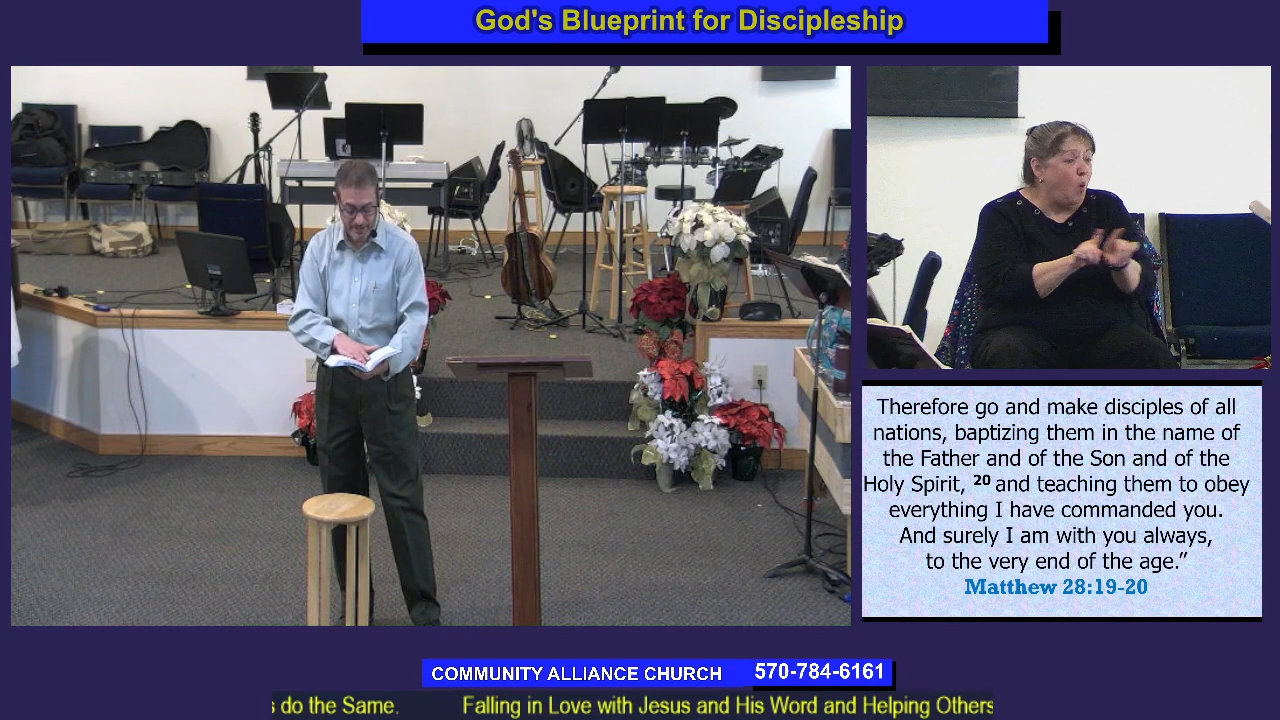 God's Blueprint for Discipleship
Therefore go and make disciples of all
nations, baptizing them in the name of
the Father and of the Son and of the
Holy Spirit, 20 and teaching them to obey
everything I have commanded you.
And surely I am with you always,
to the very end of the age.”
Matthew 28:19-20
COMMUNITY ALLIANCE CHURCH 570-784-6161
s do the Same. Falling in Love with Jesus and His Word and Helping Others